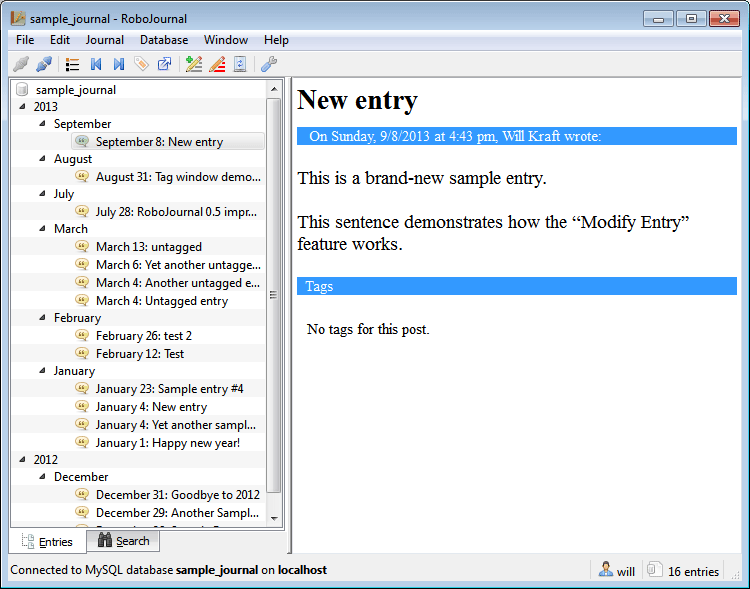 sample_journal - RoboJournal
File Edit Journal Database Window Help
sample_journal
2013
September
September 8: New entry
August
August 31: Tag window demo...
July
July 28: RoboJournal 0.5 impr...
March
March 13: untagged
March 6: Yet another untagge...
March 4: Another untagged e...
March 4: Untagged entry
February
February 26: test 2
February 12: Test
January
January 23: Sample entry #4
January 4: New entry
January 4: Yet another sampl...
January 1: Happy new year!
2012
December
December 31: Goodbye to 2012
December 29: Another Sampl...
Entries
Search
New entry
On Sunday, 9/8/2013 at 4:43 pm, Will Kraft wrote:
This is a brand-new sample entry.
This sentence demonstrates how the “Modify Entry”
feature works.
Tags
No tags for this post.
Connected to MySQL database sample_journal on localhost
will
16 entries